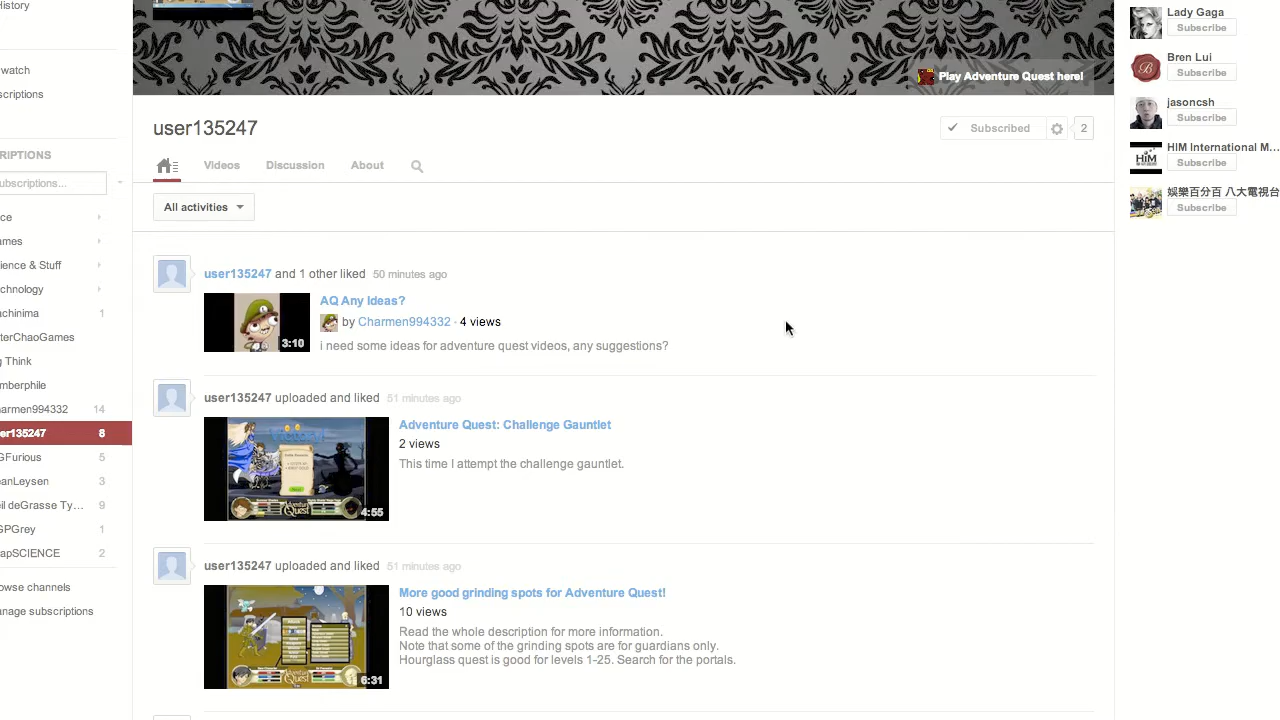 History
watch
scriptions
RIPTIONS
ubscriptions...
ce
ames
ience & Stuff
chnology
achinima 1
terChaoGames
g Think
mberphile
harmen994332 14
er135247 8
GFurious 5
eanLeysen 3
eil deGrasse Ty... 9
GPGrey 1
apSCIENCE 2
owse channels
anage subscriptions
Play Adventure Quest here!
user135247
Subscribed 2
Videos Discussion About
All activities
user135247 and 1 other liked 50 minutes ago
AQ Any Ideas?
by Charmen994332 · 4 views
3:10
i need some ideas for adventure quest videos, any suggestions?
user135247 uploaded and liked 51 minutes ago
Adventure Quest: Challenge Gauntlet
2 views
This time I attempt the challenge gauntlet.
4:55
user135247 uploaded and liked 51 minutes ago
More good grinding spots for Adventure Quest!
10 views
Read the whole description for more information.
Note that some of the grinding spots are for guardians only.
Hourglass quest is good for levels 1-25. Search for the portals.
6:31
Lady Gaga
Subscribe
Bren Lui
Subscribe
jasoncsh
Subscribe
HIM International M...
Subscribe
娛樂百分百 八大電視台
Subscribe